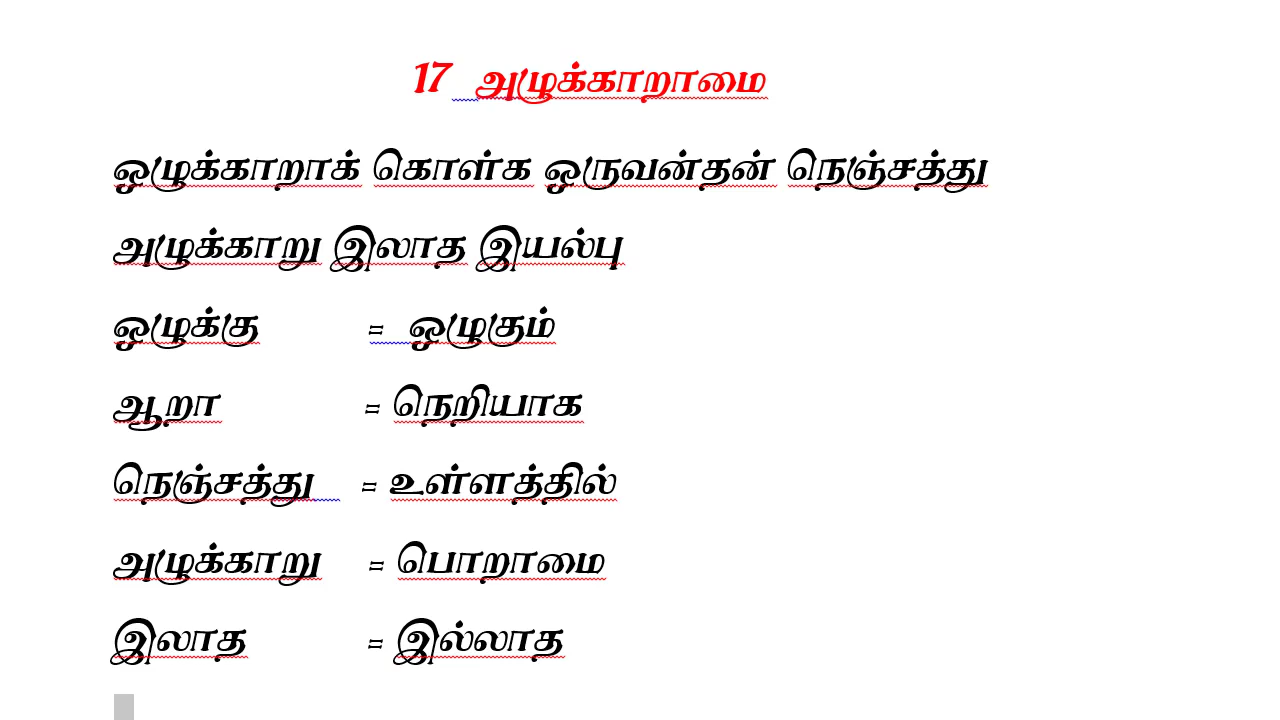 17 அழுக்காறாமை
ஒழுக்காறாக் கொள்க ஒருவன்தன் நெஞ்சத்து
அழுக்காறு இலாத இயல்பு
ஒழுக்கு = ஒழுகும்
ஆறா = நெறியாக
நெஞ்சத்து = உள்ளத்தில்
அழுக்காறு = பொறாமை
இலாத = இல்லாத